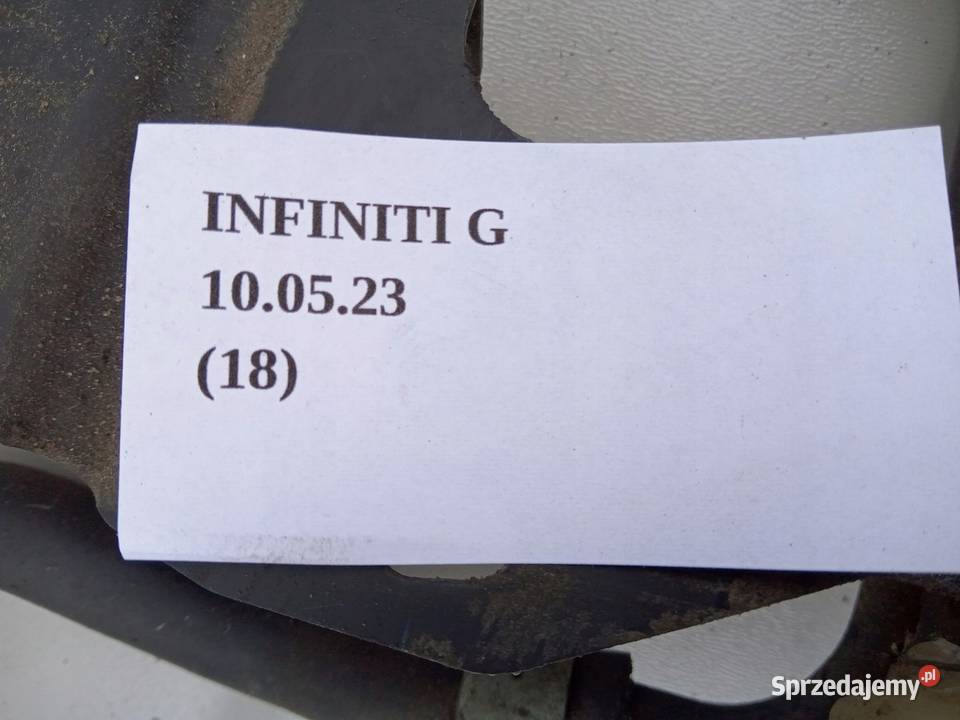 INFINITI G
10.05.23
(18)
Sprzedajemy.pl